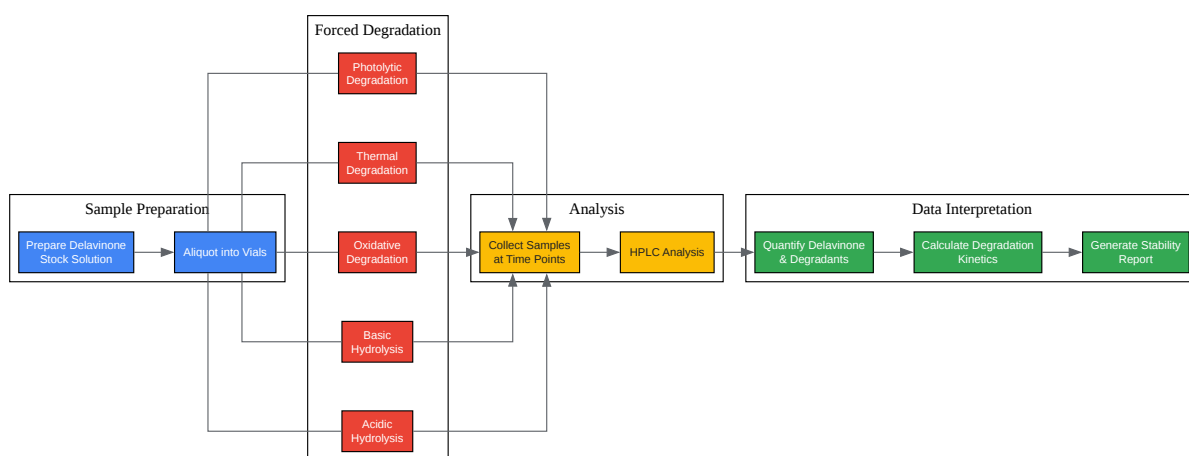 Forced Degradation
Photolytic
Degradation
Thermal
Degradation
Sample Preparation
Analysis
Data Interpretation
Prepare Delavinone
Stock Solution
Aliquot into Vials
Oxidative
Degradation
Collect Samples
at Time Points
HPLC Analysis
Quantify Delavinone
& Degradants
Calculate Degradation
Kinetics
Generate Stability
Report
Basic
Hydrolysis
Acidic
Hydrolysis